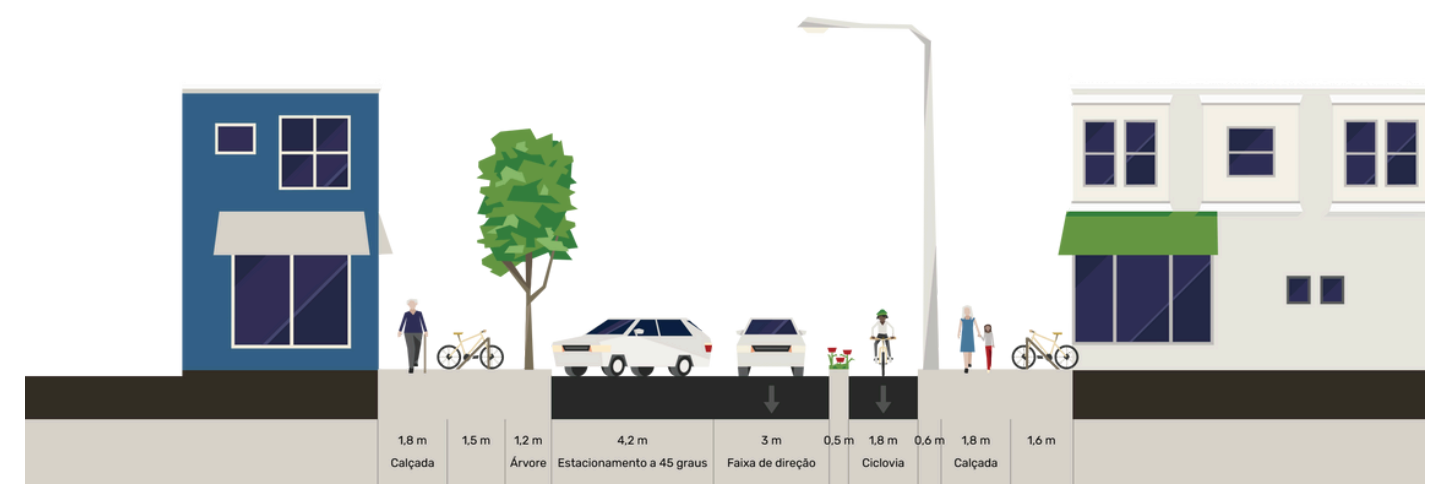 1,8 m
1,5 m
1,2 m
4,2 m
3 m
0,5 m
1,8 m
0,6 m
1,8 m
1,6 m
Calçada
Árvore
Estacionamento a 45 graus
Faixa de direção
Ciclovia
Calçada